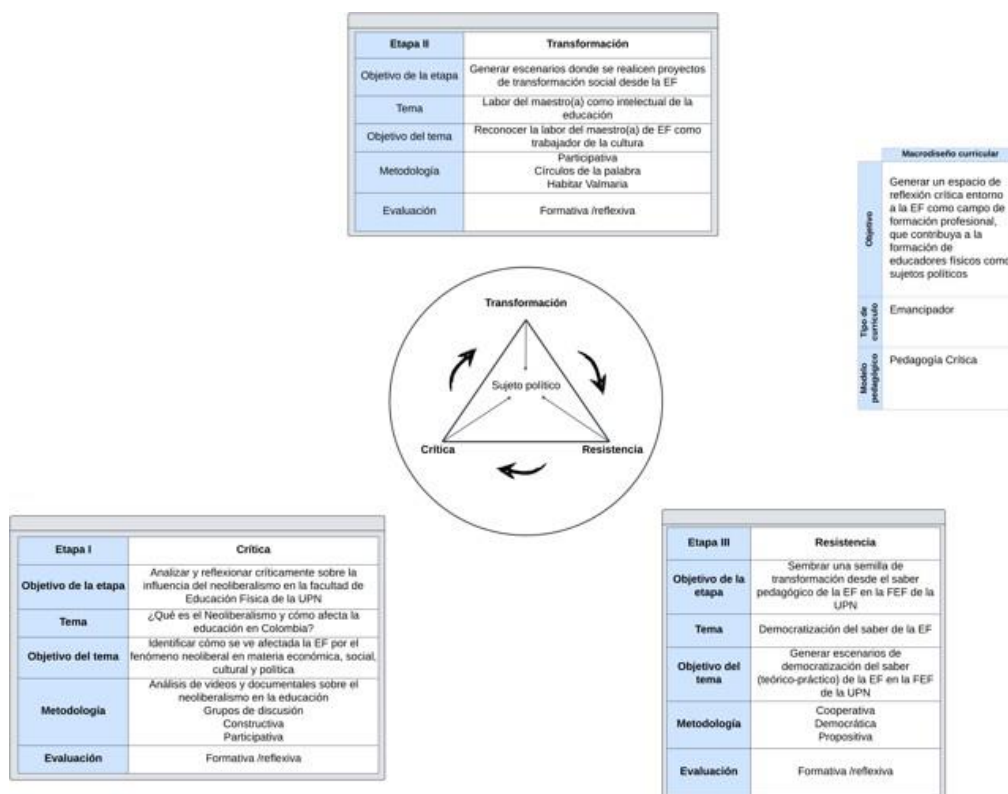 Etapa II Transformación
Objetivo de la etapa Generar escenarios donde se realicen proyectos
de transformación social desde la EF
Tema Labor del maestro(a) como intelectual de la
educación
Objetivo del tema Reconocer la labor del maestro(a) de EF como
trabajador de la cultura
Metodología Participativa
Círculos de la palabra
Habitar Valmaria
Evaluación Formativa /reflexiva
Macrodiseño curricular
Objetivo
Generar un espacio de
reflexión crítica entorno
a la EF como campo de
formación profesional,
que contribuya a la
formación de
educadores físicos como
sujetos políticos
Tipo de
currículo
Emancipador
Modelo
pedagógico
Pedagogía Crítica
Transformación
Sujeto político
Crítica
Resistencia
Etapa I Crítica
Objetivo de la etapa Analizar y reflexionar críticamente sobre la
influencia del neoliberalismo en la facultad de
Educación Física de la UPN
Tema ¿Qué es el Neoliberalismo y cómo afecta la
educación en Colombia?
Objetivo del tema Identificar cómo se ve afectada la EF por el
fenómeno neoliberal en materia económica, social,
cultural y política
Metodología Análisis de videos y documentales sobre el
neoliberalismo en la educación
Grupos de discusión
Constructiva
Participativa
Evaluación Formativa /reflexiva
Etapa III Resistencia
Objetivo de la
etapa
Sembrar una semilla de
transformación desde el saber
pedagógico de la EF en la FEF de la
UPN
Tema Democratización del saber de la EF
Objetivo del
tema
Generar escenarios de
democratización del saber
(teórico-práctico) de la EF en la FEF
de la UPN
Metodología Cooperativa
Democrática
Propositiva
Evaluación Formativa /reflexiva